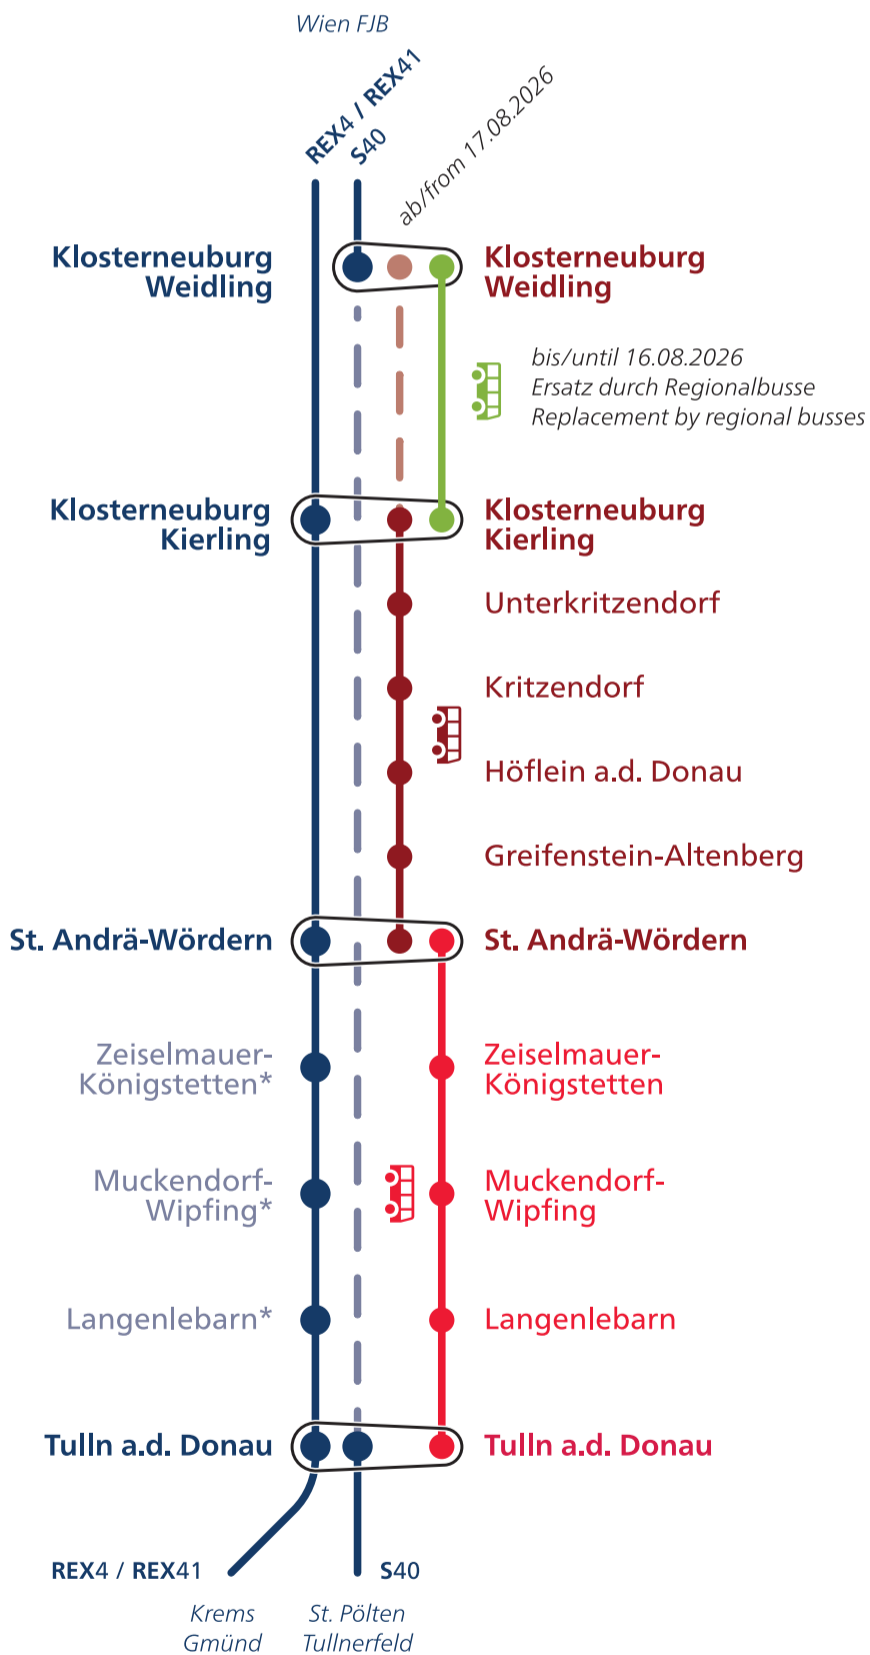 Wien FJB
REX4 / REX41
S40
ab/from 17.08.2026
Klosterneuburg
Weidling
Klosterneuburg
Weidling
bis/until 16.08.2026
Ersatz durch Regionalbusse
Replacement by regional busses
Klosterneuburg
Kierling
Klosterneuburg
Kierling
Unterkritzendorf
Kritzendorf
Höflein a.d. Donau
Greifenstein-Altenberg
St. Andrä-Wördern
St. Andrä-Wördern
Zeiselmauer-
Königstetten*
Zeiselmauer-
Königstetten
Muckendorf-
Wipfing*
Muckendorf-
Wipfing
Langenlebarn*
Langenlebarn
Tulln a.d. Donau
Tulln a.d. Donau
REX4 / REX41
S40
Krems
Gmünd
St. Pölten
Tullnerfeld